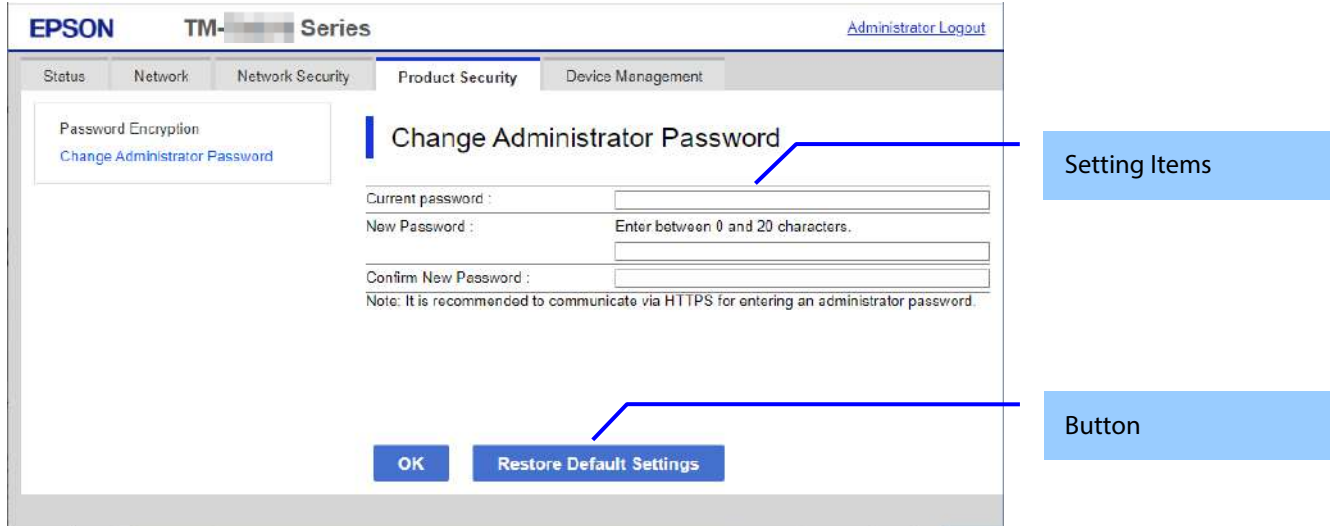 EPSON TM- Series Administrator Logout
Status Network Network Security Product Security Device Management
Password Encryption
Change Administrator Password
Change Administrator Password
Setting Items
Current password :
New Password : Enter between 0 and 20 characters.
Confirm New Password :
Note: It is recommended to communicate via HTTPS for entering an administrator password.
Button
OK Restore Default Settings